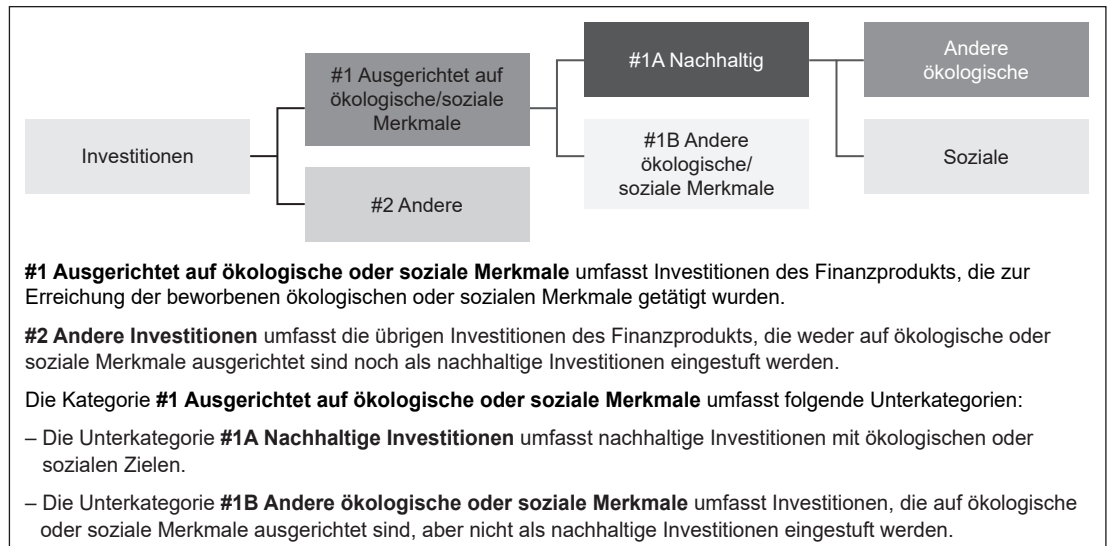 Investitionen
#1 Ausgerichtet auf
ökologische/soziale
Merkmale
#2 Andere
#1A Nachhaltig
#1B Andere
ökologische/
soziale Merkmale
Andere
ökologische
Soziale
#1 Ausgerichtet auf ökologische oder soziale Merkmale umfasst Investitionen des Finanzprodukts, die zur
Erreichung der beworbenen ökologischen oder sozialen Merkmale getätigt wurden.
#2 Andere Investitionen umfasst die übrigen Investitionen des Finanzprodukts, die weder auf ökologische oder
soziale Merkmale ausgerichtet sind noch als nachhaltige Investitionen eingestuft werden.
Die Kategorie #1 Ausgerichtet auf ökologische oder soziale Merkmale umfasst folgende Unterkategorien:
– Die Unterkategorie #1A Nachhaltige Investitionen umfasst nachhaltige Investitionen mit ökologischen oder
sozialen Zielen.
– Die Unterkategorie #1B Andere ökologische oder soziale Merkmale umfasst Investitionen, die auf ökologische
oder soziale Merkmale ausgerichtet sind, aber nicht als nachhaltige Investitionen eingestuft werden.